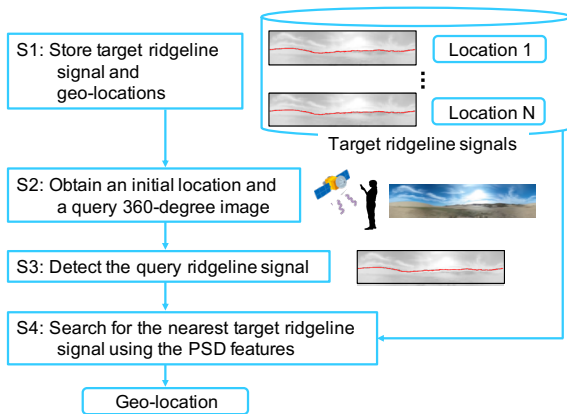 S1: Store target ridgeline
signal and
geo-locations
Location 1
Location N
Target ridgeline signals
S2: Obtain an initial location and
a query 360-degree image
S3: Detect the query ridgeline signal
S4: Search for the nearest target ridgeline
signal using the PSD features
Geo-location